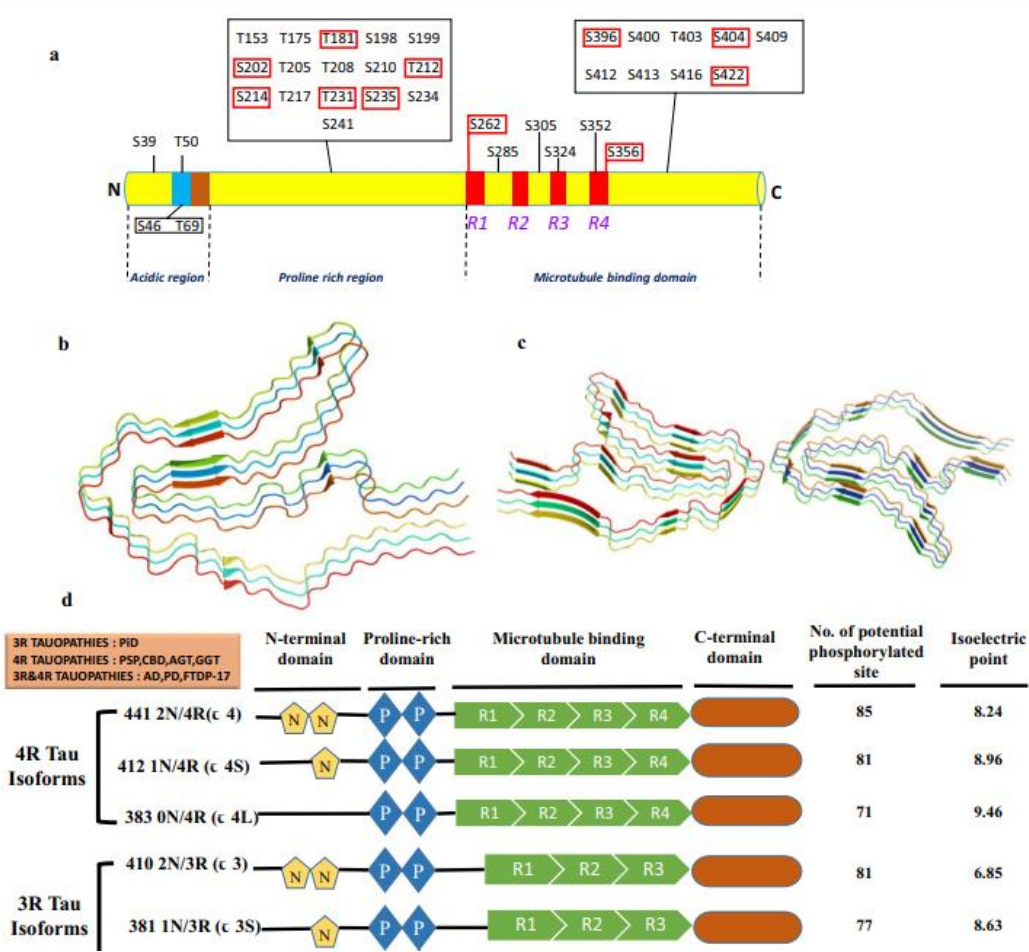 a
T153 T175 T181 S198 S199
S202 T205 T208 S210 T212
S214 T217 T231 S235 S234
S241
S396 S400 T403 S404 S409
S412 S413 S416 S422
S39 T50
S262 S305 S352
S285 S324 S356
N C
S46 T69
R1 R2 R3 R4
Acidic region Proline rich region Microtubule binding domain
b c
d
3R TAUOPATHIES : PiD
4R TAUOPATHIES : PSP,CBD,AGT,GGT
3R&4R TAUOPATHIES : AD,PD,FTDP-17
N-terminal domain
Proline-rich domain
Microtubule binding domain
C-terminal domain
No. of potential phosphorylated site
Isoelectric point
4R Tau Isoforms
441 2N/4R(c 4) N N P P R1 R2 R3 R4 85 8.24
412 1N/4R (c 4S) N P P R1 R2 R3 R4 81 8.96
383 0N/4R (c 4L) P P R1 R2 R3 R4 71 9.46
3R Tau Isoforms
410 2N/3R (c 3) N N P P R1 R2 R3 81 6.85
381 1N/3R (c 3S) N P P R1 R2 R3 77 8.63